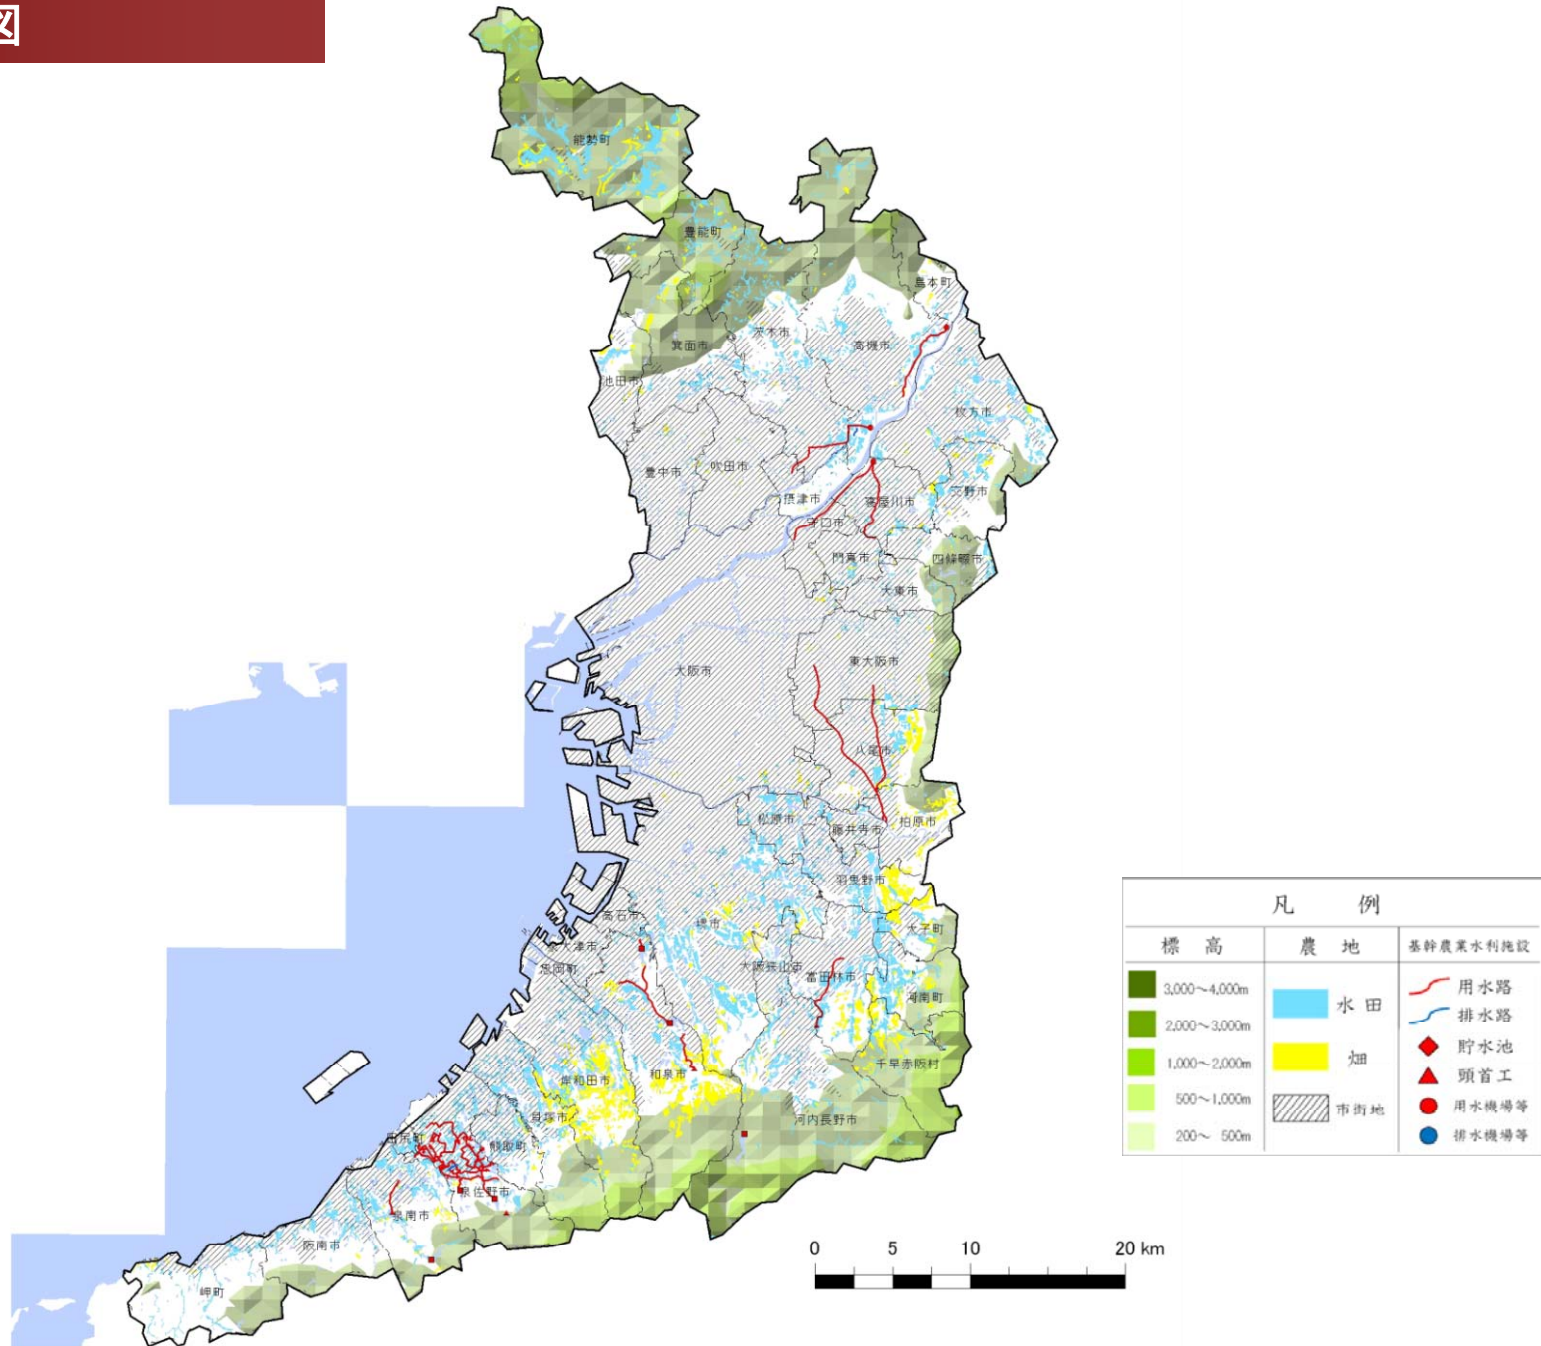 図
能勢町
豊能町
島本町
茨木市
高槻市
箕面市
池田市
枚方市
豊中市
吹田市
摂津市
寝屋川市
交野市
守口市
門真市
四條畷市
大東市
大阪市
東大阪市
八尾市
松原市
藤井寺市
柏原市
羽曳野市
高石市
堺市
太子町
泉大津市
忠岡町
大阪狭山市
富田林市
河南町
千早赤阪村
岸和田市
和泉市
貝塚市
河内長野市
田尻町
熊取町
泉佐野市
泉南市
阪南市
岬町
0 5 10 20 km
凡 例
標 高 農 地 基幹農業水利施設
3,000～4,000m
2,000～3,000m
1,000～2,000m
500～1,000m
200～ 500m
水 田
畑
市街地
用水路
排水路
貯水池
頭首工
用水機場等
排水機場等